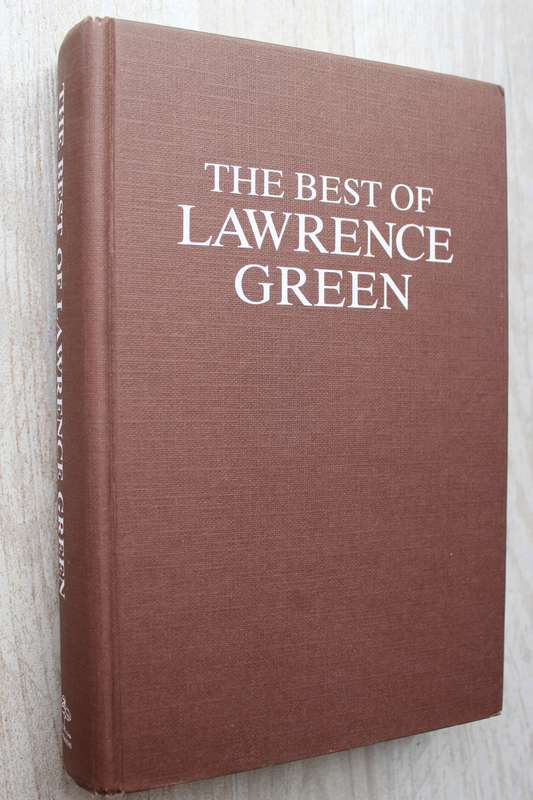 THE BEST OF
LAWRENCE
GREEN
THE BEST OF LAWRENCE GREEN